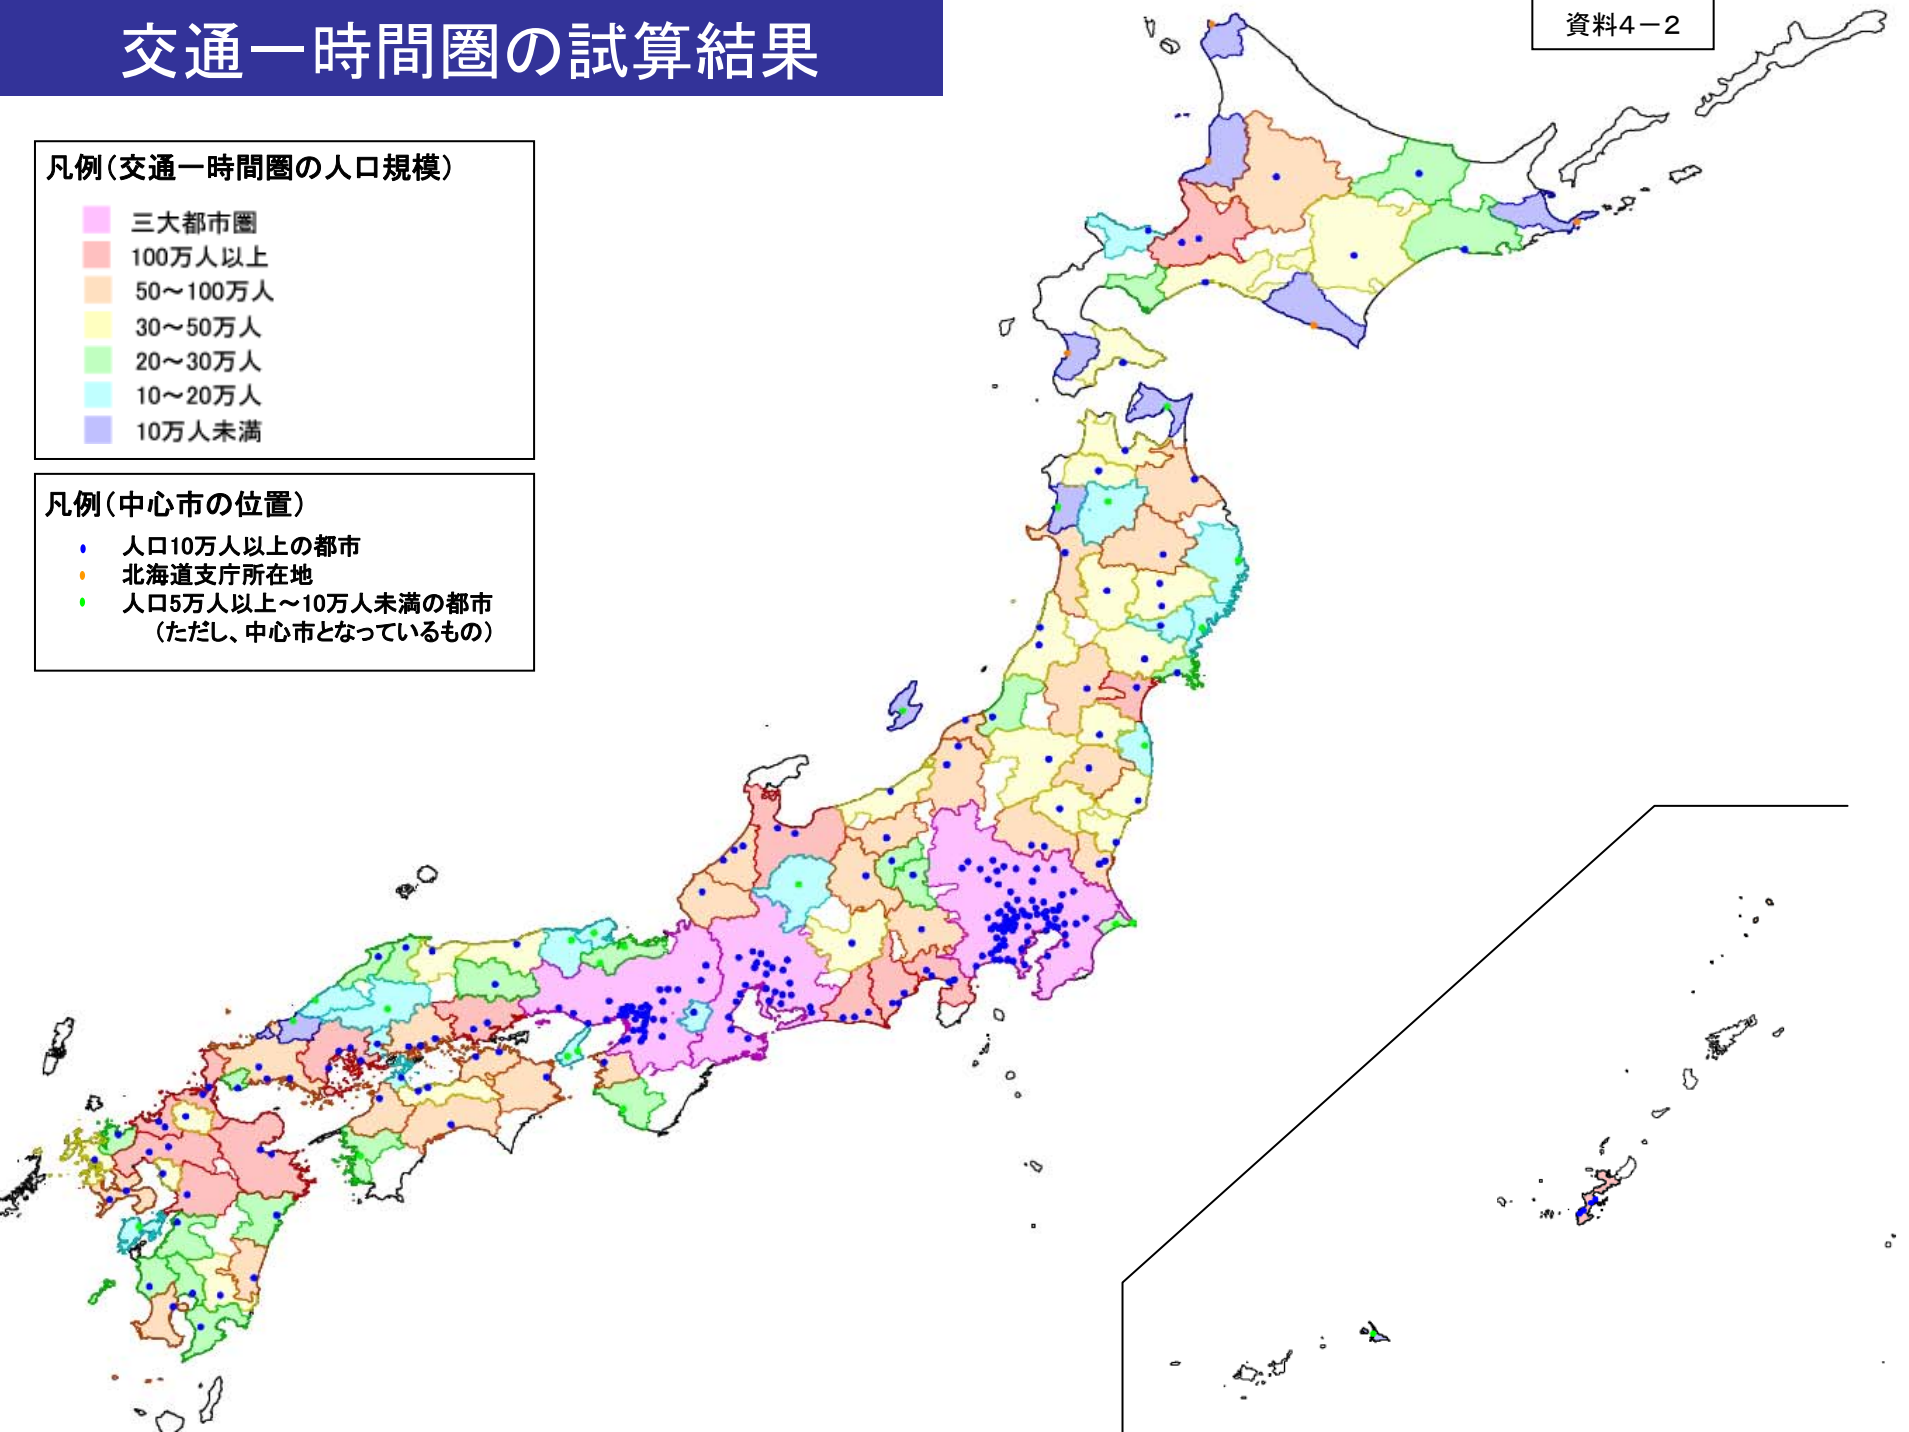 交通一時間圏の試算結果
資料4－2
凡例（交通一時間圏の人口規模）
三大都市圏
100万人以上
50～100万人
30～50万人
20～30万人
10～20万人
10万人未満
凡例（中心市の位置）
人口10万人以上の都市
北海道支庁所在地
人口5万人以上～10万人未満の都市
（ただし、中心市となっているもの）